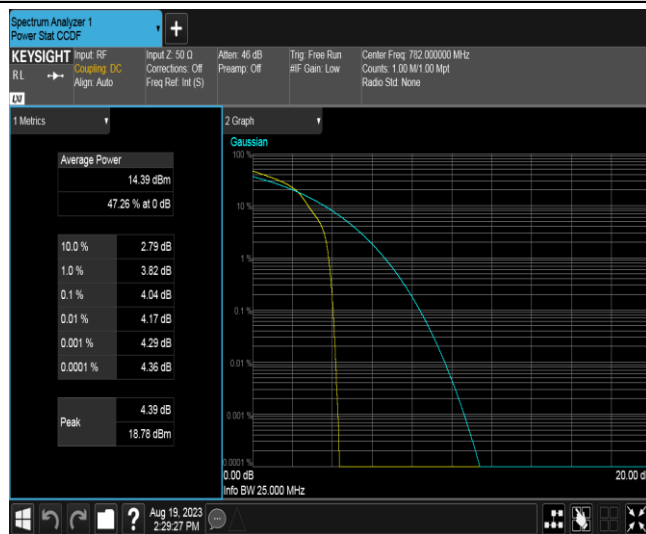 Spectrum Analyzer 1
Power Stat CCDF
+
KEYSIGHT
RL
LXI
Input: RF
Coupling: DC
Align: Auto
Input Z: 50 Ω
Corrections: Off
Freq Ref: Int (S)
Atten: 46 dB
Preamp: Off
Trig: Free Run
#IF Gain: Low
Center Freq: 782.000000 MHz
Counts: 1.00 M/1.00 Mpt
Radio Std: None
1 Metrics
Average Power
14.39 dBm
47.26 % at 0 dB
10.0 % 2.79 dB
1.0 % 3.82 dB
0.1 % 4.04 dB
0.01 % 4.17 dB
0.001 % 4.29 dB
0.0001 % 4.36 dB
Peak
4.39 dB
18.78 dBm
2 Graph
Gaussian
100 %
10 %
1 %
0.1 %
0.01 %
0.001 %
0.0001 %
0.00 dB
20.00 d
Info BW 25.000 MHz
?
Aug 19, 2023
2:29:27 PM